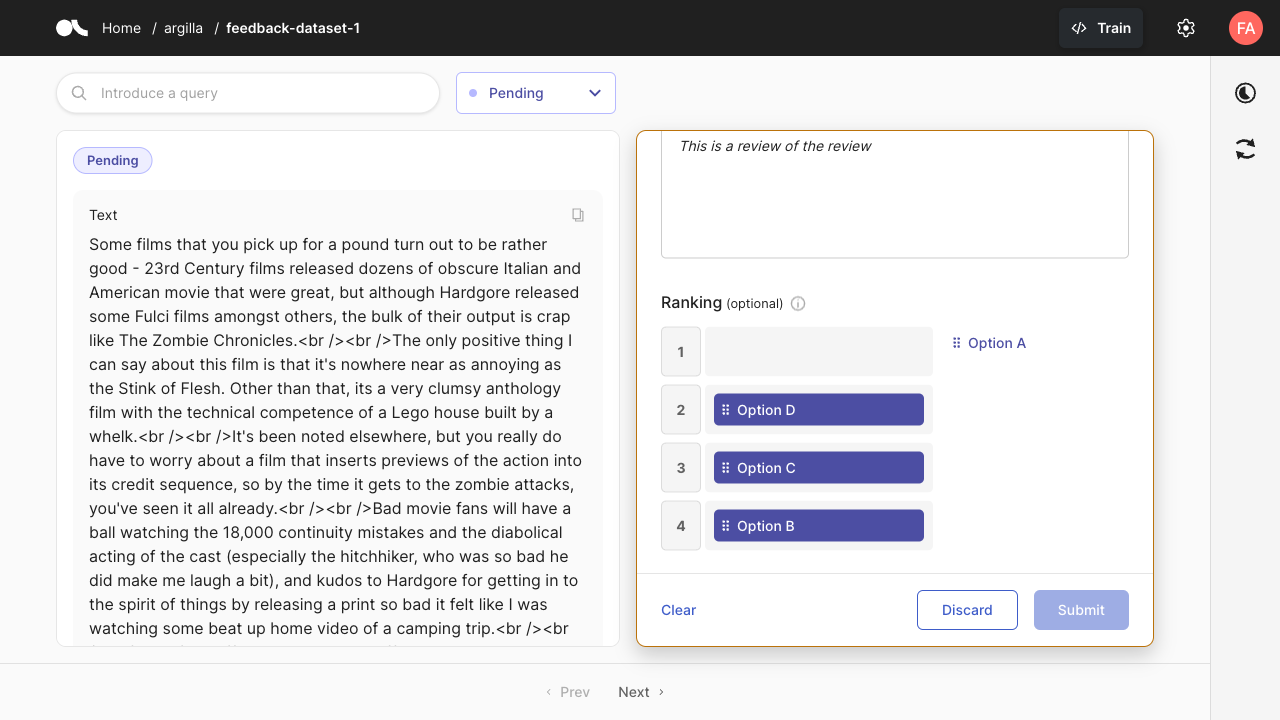 Home / argilla / feedback-dataset-1
Train
FA
Introduce a query
Pending
Pending
Text
Some films that you pick up for a pound turn out to be rather
good - 23rd Century films released dozens of obscure Italian and
American movie that were great, but although Hardgore released
some Fulci films amongst others, the bulk of their output is crap
like The Zombie Chronicles.<br /><br />The only positive thing I
can say about this film is that it's nowhere near as annoying as
the Stink of Flesh. Other than that, its a very clumsy anthology
film with the technical competence of a Lego house built by a
whelk.<br /><br />It's been noted elsewhere, but you really do
have to worry about a film that inserts previews of the action into
its credit sequence, so by the time it gets to the zombie attacks,
you've seen it all already.<br /><br />Bad movie fans will have a
ball watching the 18,000 continuity mistakes and the diabolical
acting of the cast (especially the hitchhiker, who was so bad he
did make me laugh a bit), and kudos to Hardgore for getting in to
the spirit of things by releasing a print so bad it felt like I was
watching some beat up home video of a camping trip.<br /><br
This is a review of the review
Ranking (optional)
1
Option A
2 Option D
3 Option C
4 Option B
Clear
Discard
Submit
Prev
Next